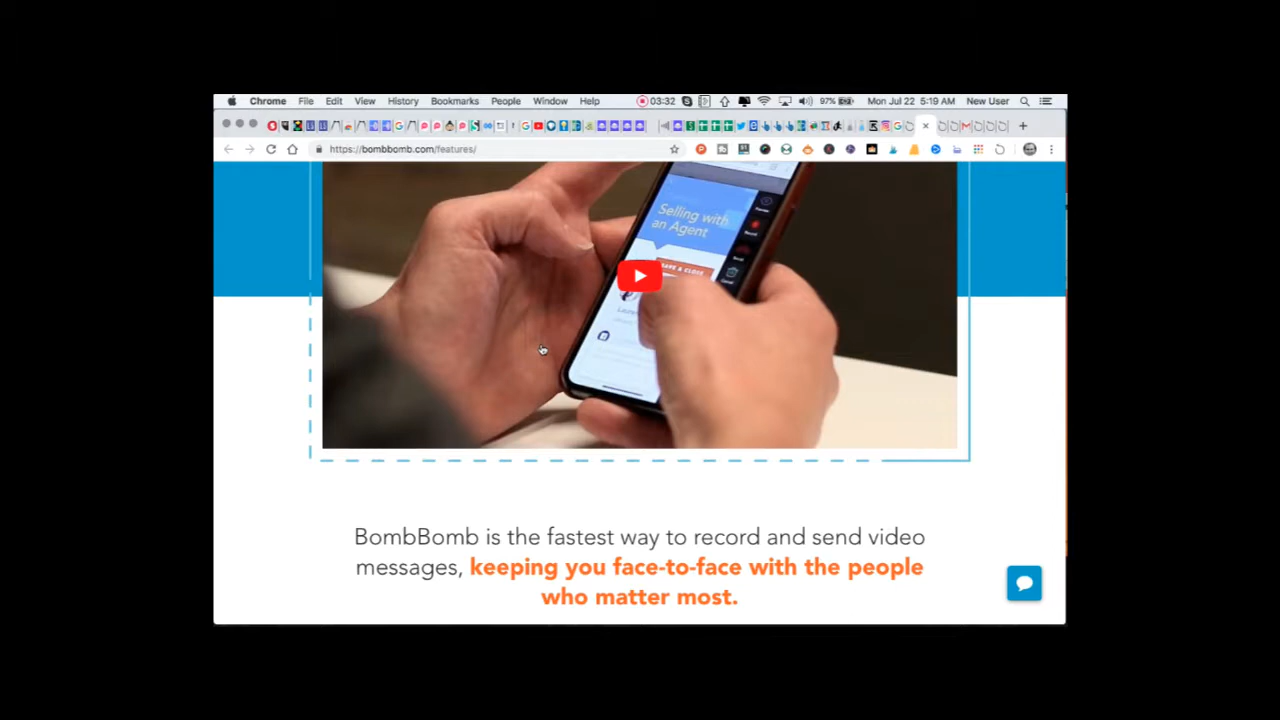 Chrome File Edit View History Bookmarks People Window Help 03:32 97% Mon Jul 22 5:19 AM New User
https://bombbomb.com/features/
Selling with
an Agent
SAVE & CLOSE
BombBomb is the fastest way to record and send video
messages, keeping you face-to-face with the people
who matter most.